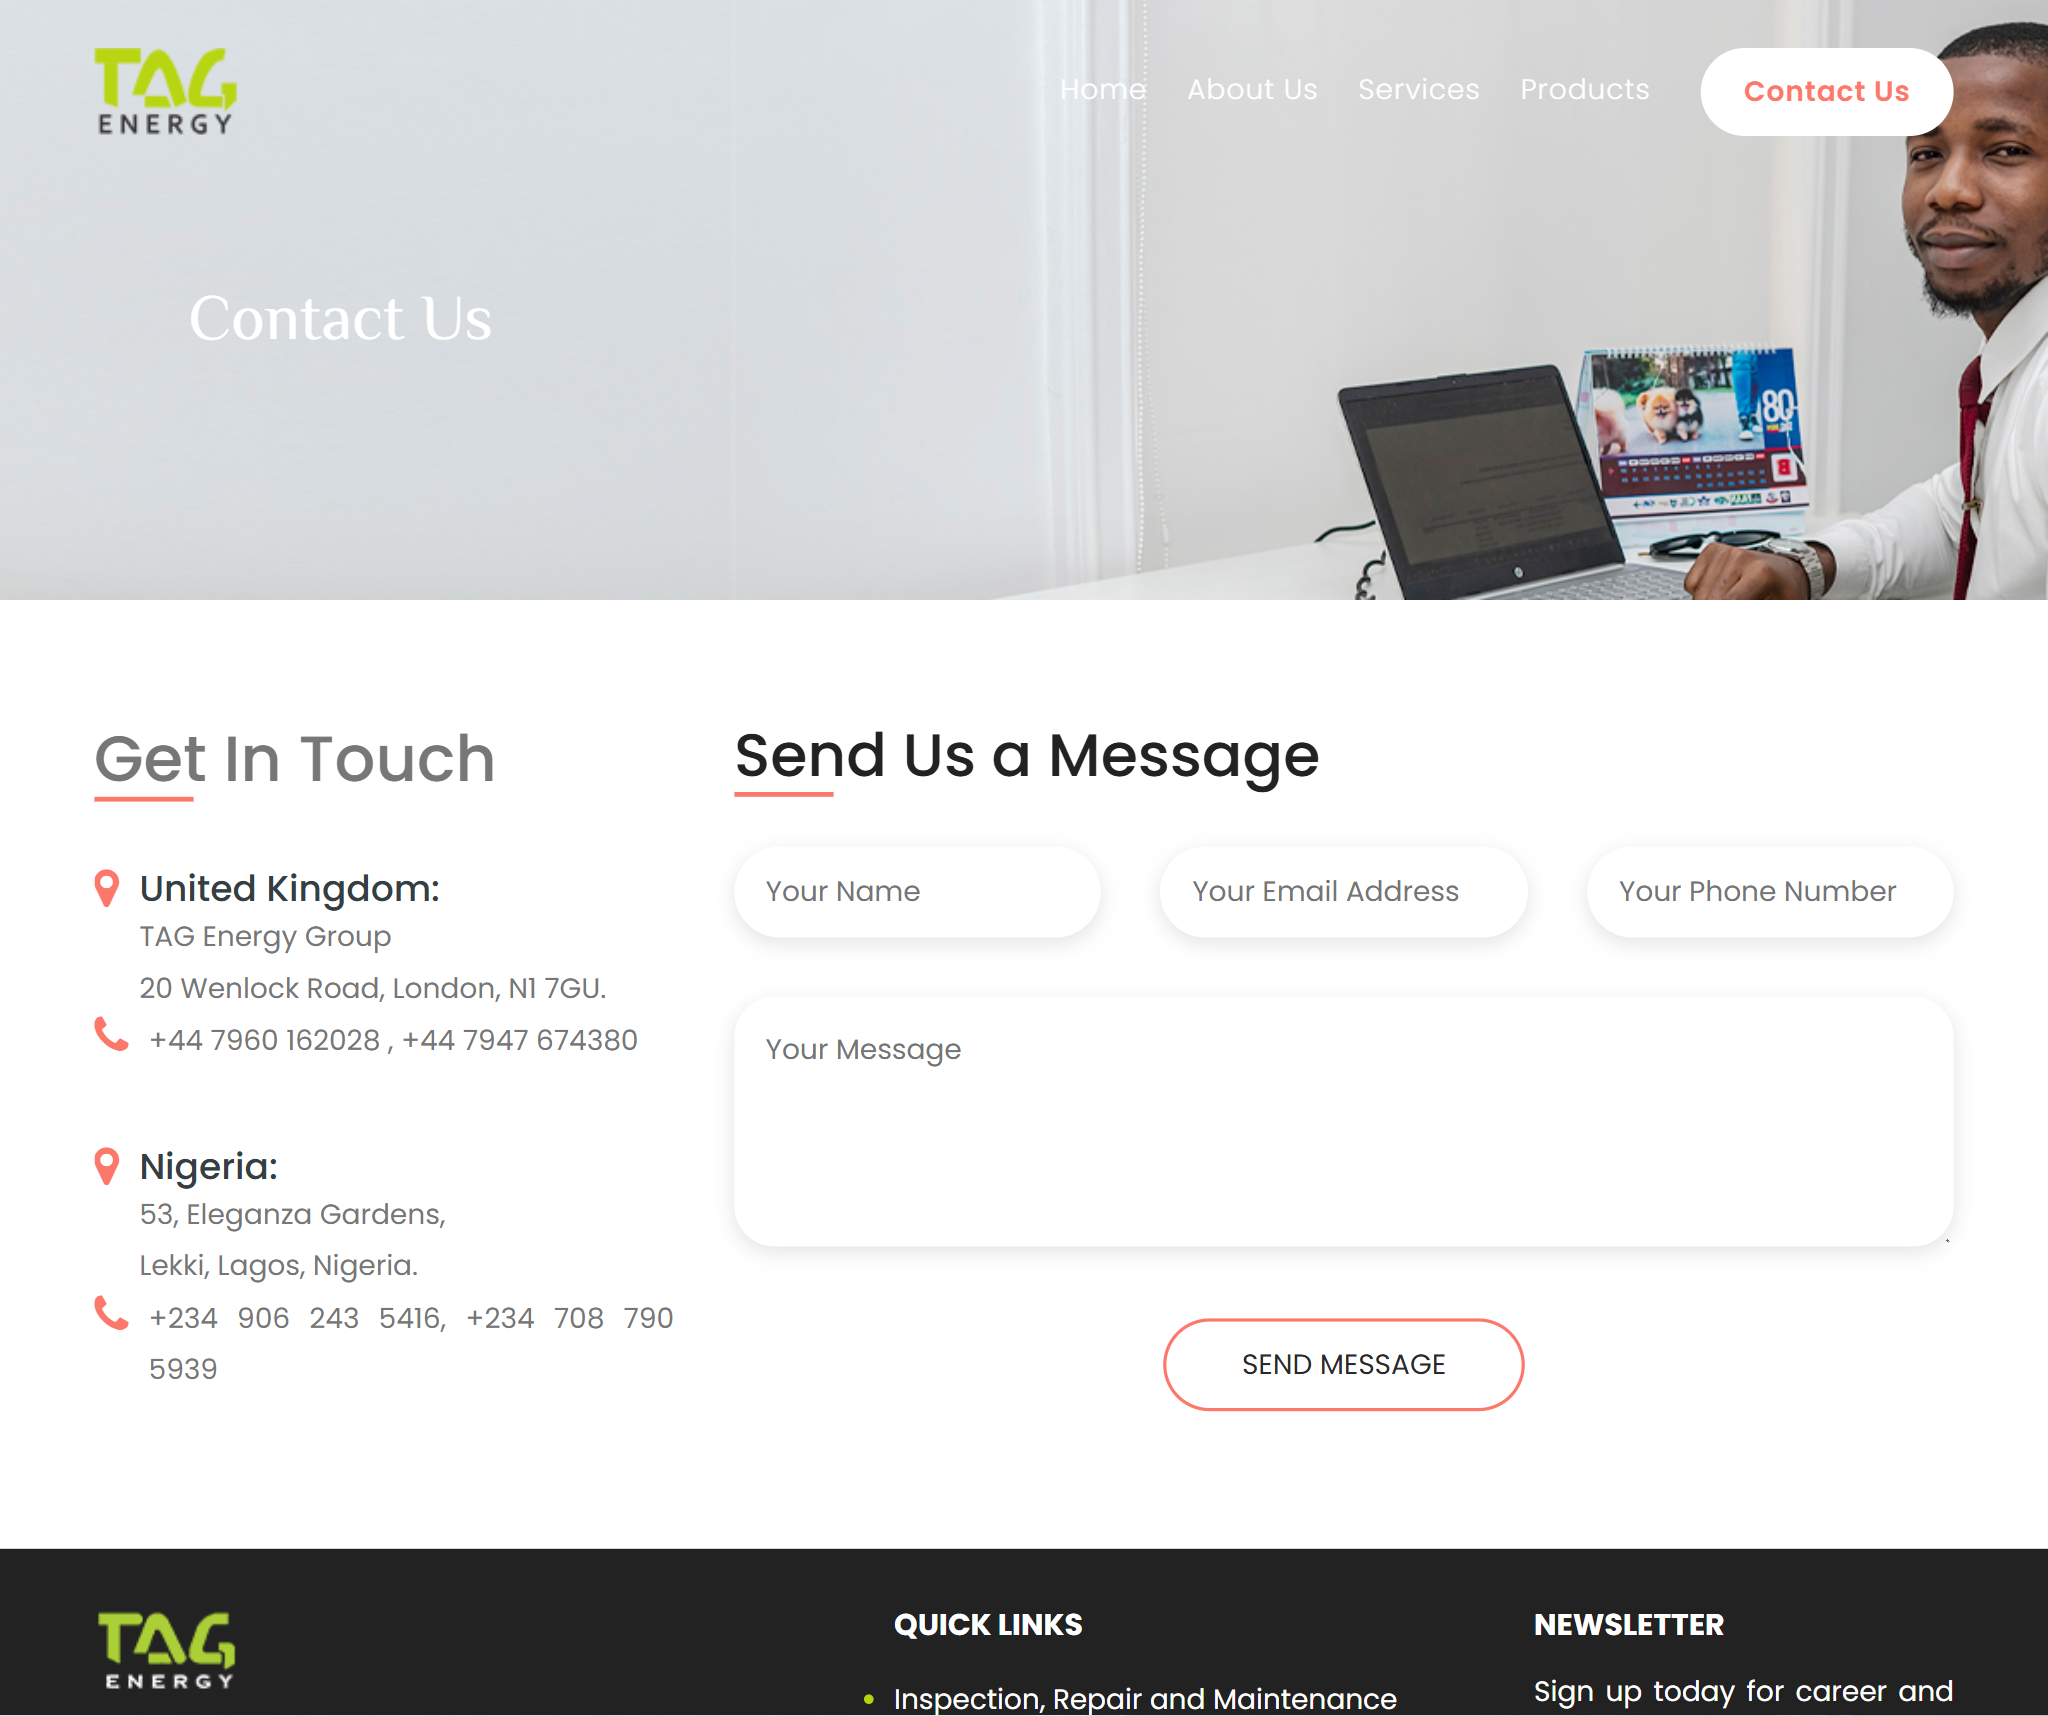 TAG
ENERGY
Home About Us Services Products Contact Us
Contact Us
80
Get In Touch
United Kingdom:
TAG Energy Group
20 Wenlock Road, London, N1 7GU.
+44 7960 162028 , +44 7947 674380
Nigeria:
53, Eleganza Gardens,
Lekki, Lagos, Nigeria.
+234 906 243 5416, +234 708 790
5939
Send Us a Message
Your Name Your Email Address Your Phone Number
Your Message
SEND MESSAGE
TAG
ENERGY
QUICK LINKS
Inspection, Repair and Maintenance
NEWSLETTER
Sign up today for career and